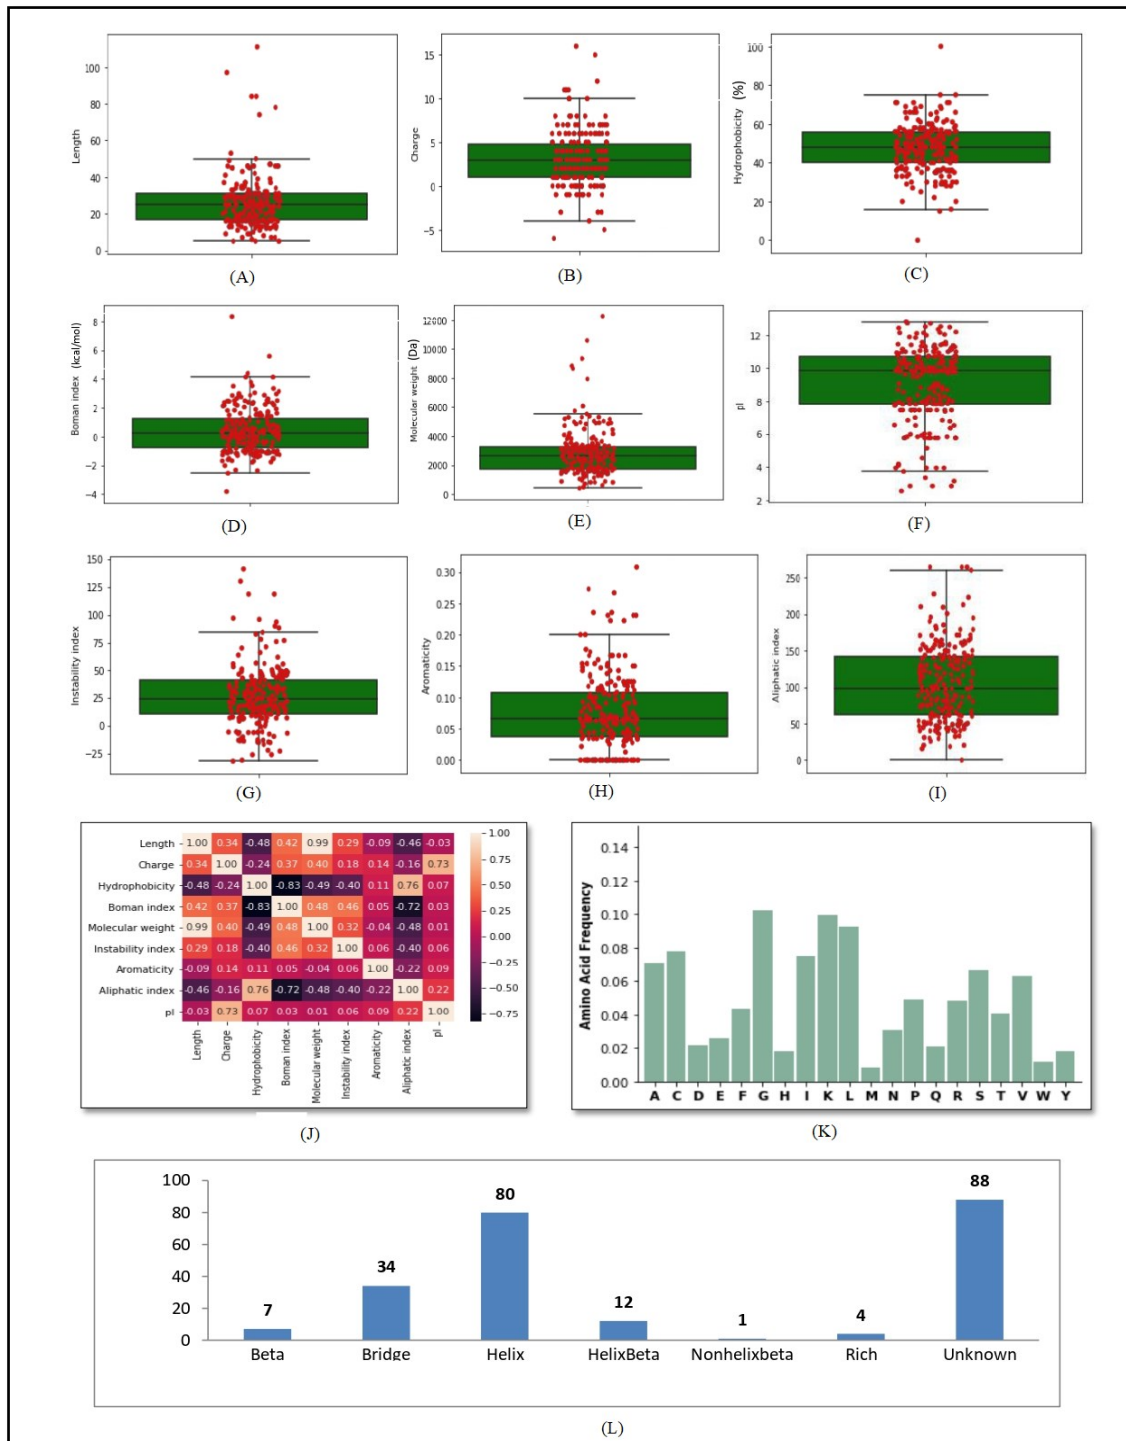 100
80
60
40
20
0
Length
(A)
15
10
5
0
−5
Charge
(B)
100
80
60
40
20
0
Hydrophobicity (%)
(C)
8
6
4
2
0
−2
−4
Boman index (kcal/mol)
(D)
12000
10000
8000
6000
4000
2000
0
Molecular weight (Da)
(E)
12
10
8
6
4
2
pI
(F)
150
125
100
75
50
25
0
−25
Instability index
(G)
0.30
0.25
0.20
0.15
0.10
0.05
0.00
Aromaticity
(H)
250
200
150
100
50
0
Aliphatic index
(I)
Length 1.00 0.34 -0.48 0.42 0.99 0.29 -0.09 -0.46 -0.03
Charge 0.34 1.00 -0.24 0.37 0.40 0.18 0.14 -0.16 0.73
Hydrophobicity -0.48 -0.24 1.00 -0.83 -0.49 -0.40 0.11 0.76 0.07
Boman index 0.42 0.37 -0.83 1.00 0.48 0.46 0.05 -0.72 0.03
Molecular weight 0.99 0.40 -0.49 0.48 1.00 0.32 -0.04 -0.48 0.01
Instability index 0.29 0.18 -0.40 0.46 0.32 1.00 0.06 -0.40 0.06
Aromaticity -0.09 0.14 0.11 0.05 -0.04 0.06 1.00 -0.22 0.09
Aliphatic index -0.46 -0.16 0.76 -0.72 -0.48 -0.40 -0.22 1.00 0.22
pI -0.03 0.73 0.07 0.03 0.01 0.06 0.09 0.22 1.00
Length Charge Hydrophobicity Boman index Molecular weight Instability index Aromaticity Aliphatic index pI
1.00
0.75
0.50
0.25
0.00
−0.25
−0.50
−0.75
(J)
0.14
0.12
0.10
0.08
0.06
0.04
0.02
0.00
Amino Acid Frequency
A C D E F G H I K L M N P Q R S T V W Y
(K)
100
80
60
40
20
0
7 34 80 12 1 4 88
Beta Bridge Helix HelixBeta Nonhelixbeta Rich Unknown
(L)